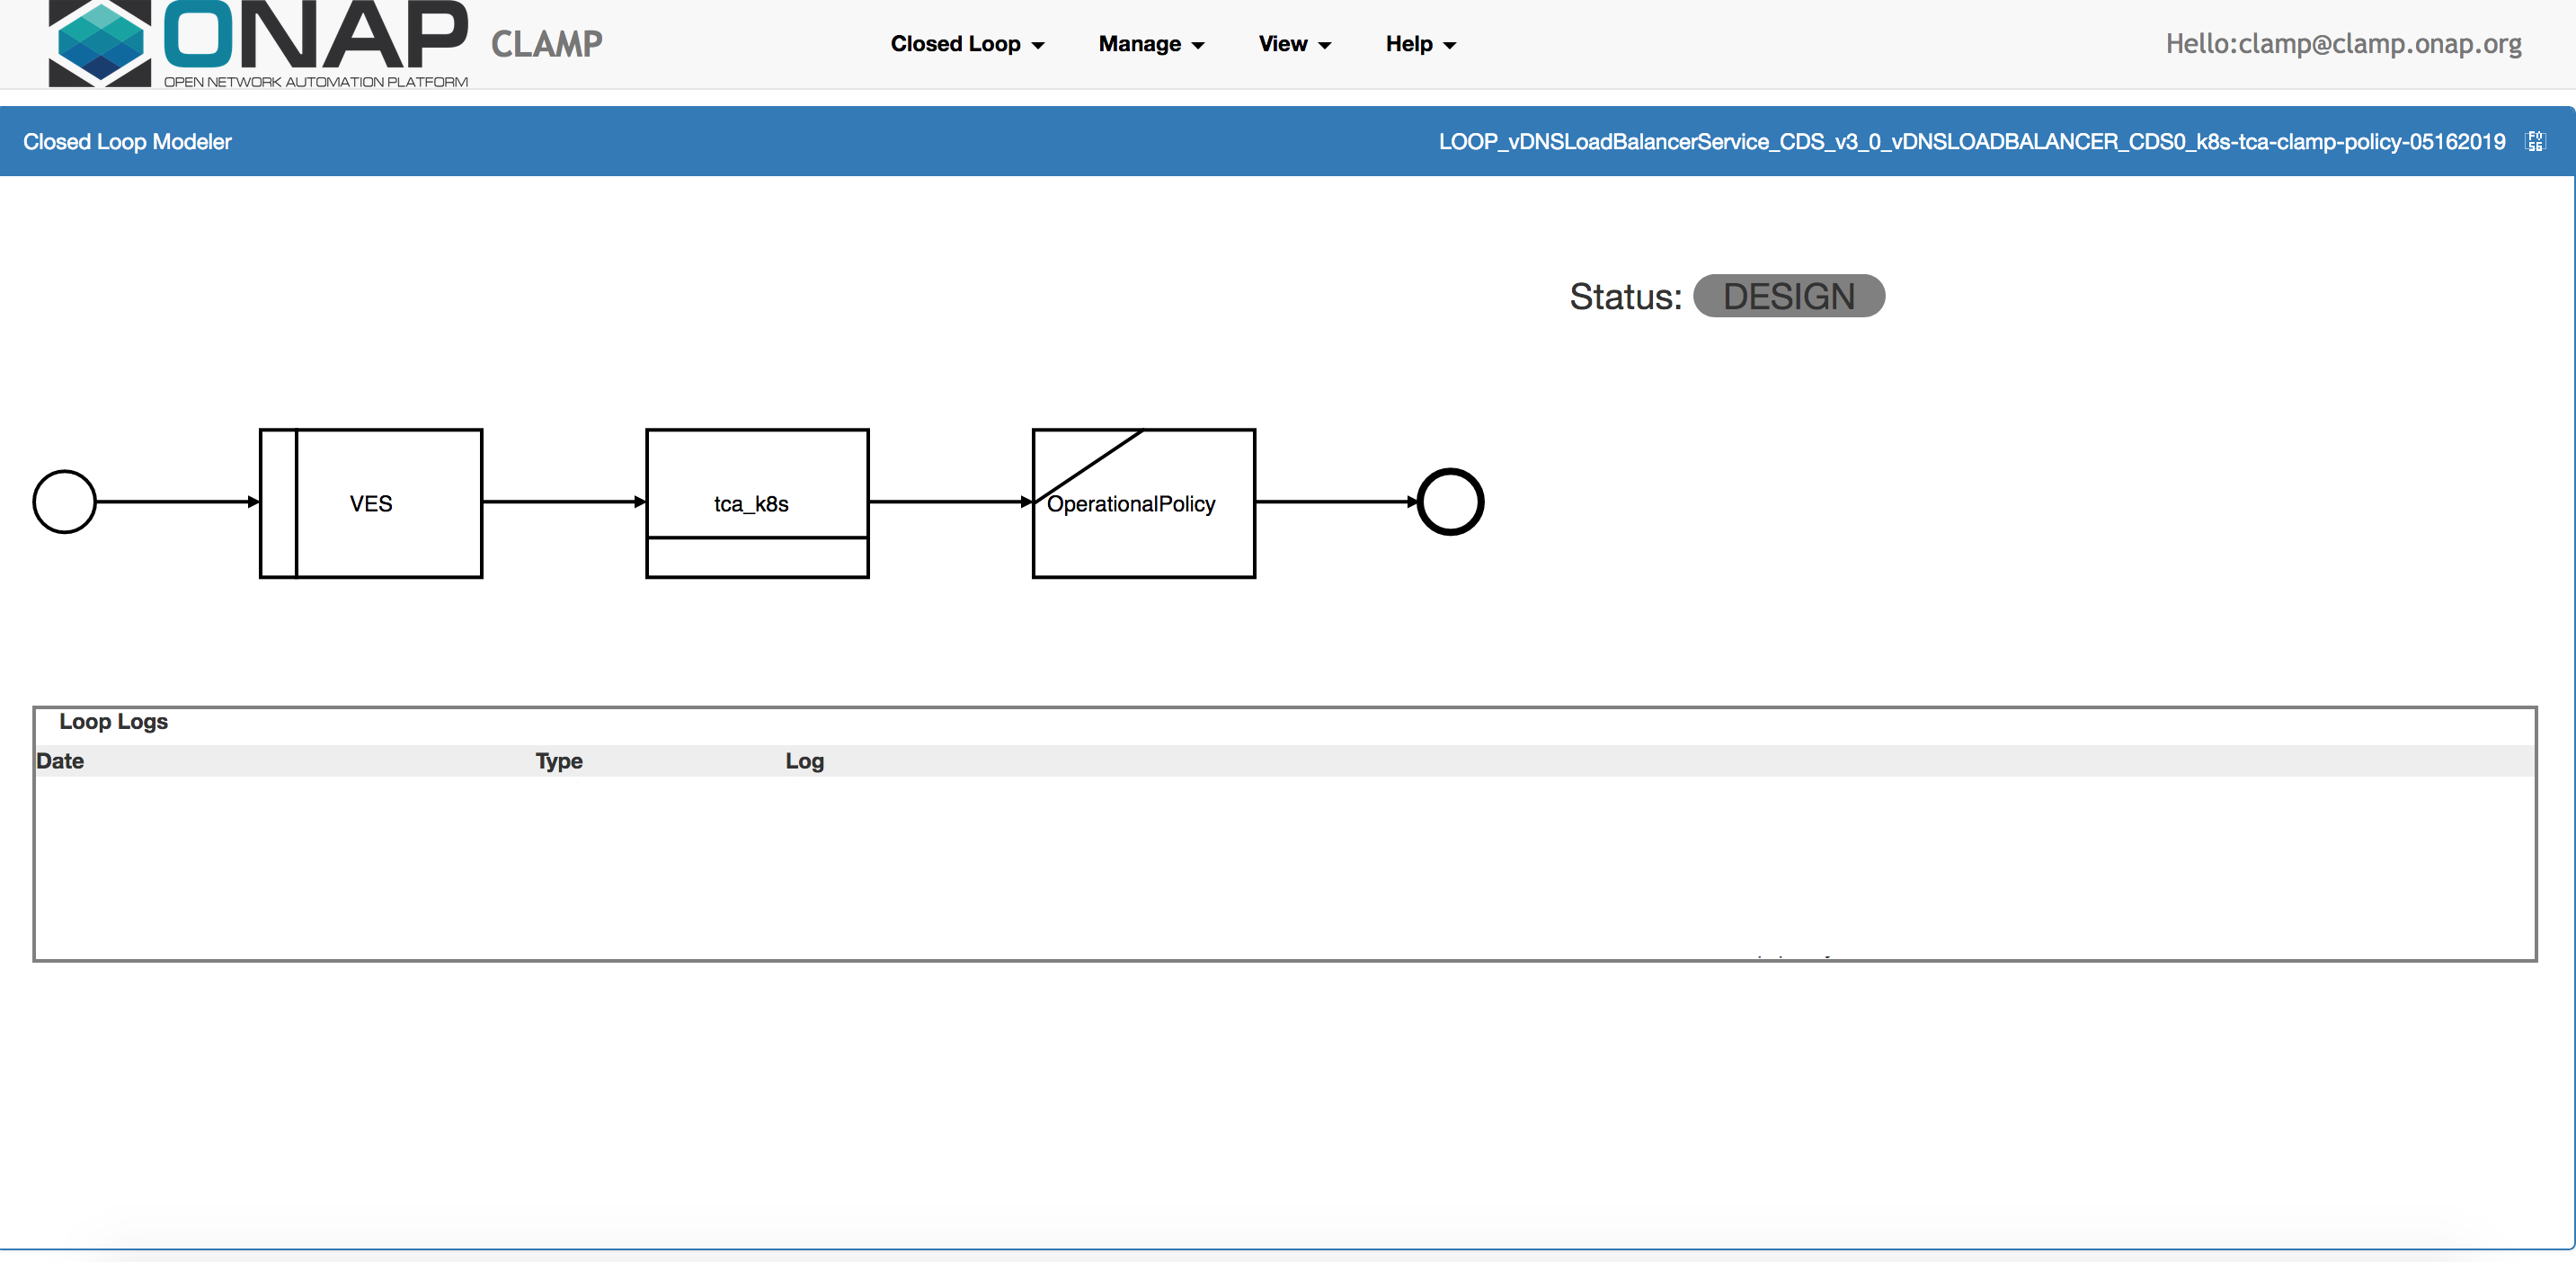 ONAP
OPEN NETWORK AUTOMATION PLATFORM
CLAMP
Closed Loop
Manage
View
Help
Hello:clamp@clamp.onap.org
Closed Loop Modeler
LOOP_vDNSLoadBalancerService_CDS_v3_0_vDNSLOADBALANCER_CDS0_k8s-tca-clamp-policy-05162019
Status: DESIGN
VES
tca_k8s
OperationalPolicy
Loop Logs
Date Type Log